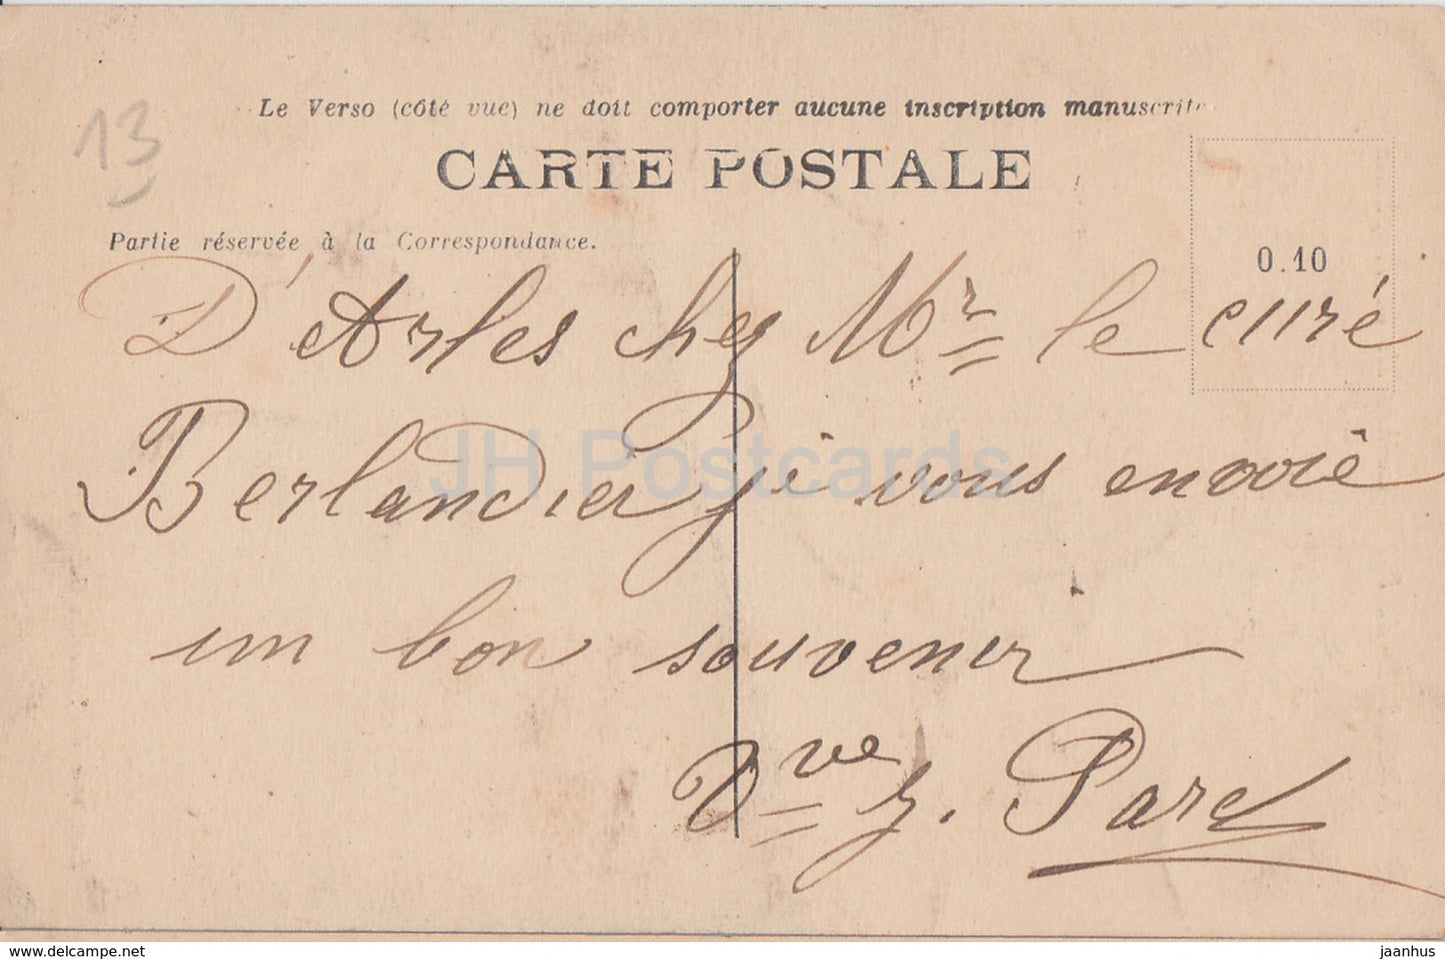 13
Le Verso (côté vue) ne doit comporter aucune inscription manuscrite
CARTE POSTALE
Partie réservée à la Correspondance.
0.10
D'Arles chez Mr le curé
Berlandier je vous envoie
un bon souvenir
Vve
JH Postcards
www.delcampe.net
jaanhus